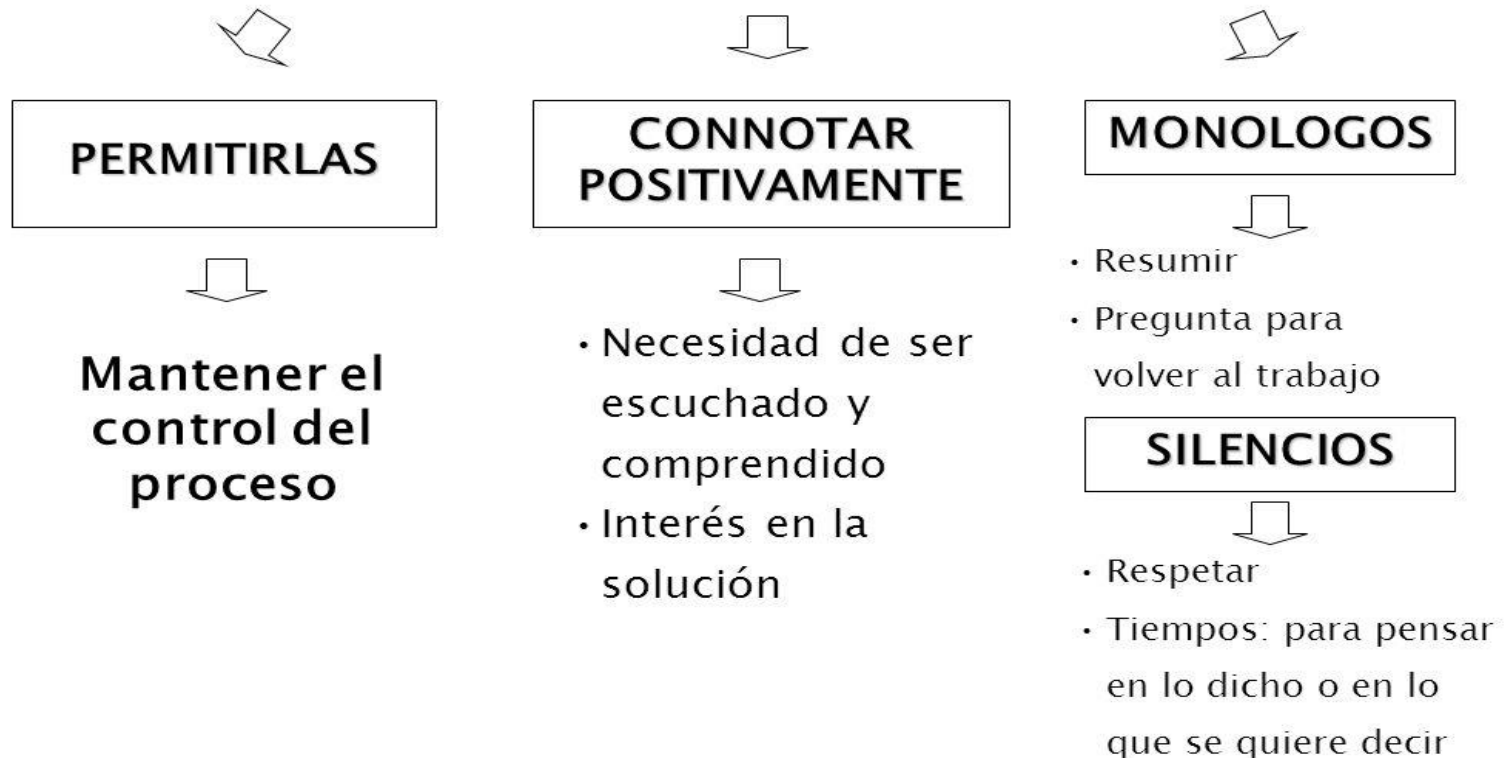 PERMITIRLAS
Mantener el
control del
proceso
CONNOTAR
POSITIVAMENTE
• Necesidad de ser
escuchado y
comprendido
• Interés en la
solución
MONOLOGOS
• Resumir
• Pregunta para
volver al trabajo
SILENCIOS
• Respetar
• Tiempos: para pensar
en lo dicho o en lo
que se quiere decir